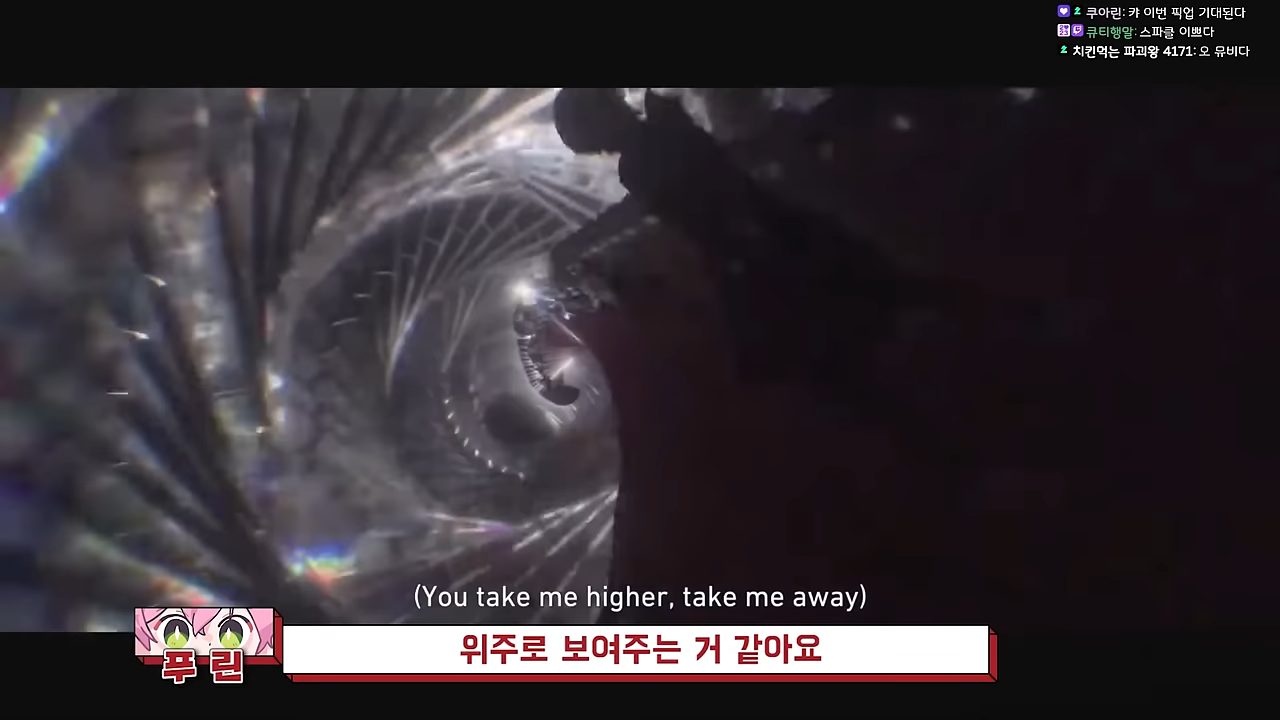 쿠아린: 캬 이번 픽업 기대된다
큐티행말: 스파클 이쁘다
치킨먹는 파괴왕 4171: 오 뮤비다
(You take me higher, take me away)
위주로 보여주는 거 같아요
푸린